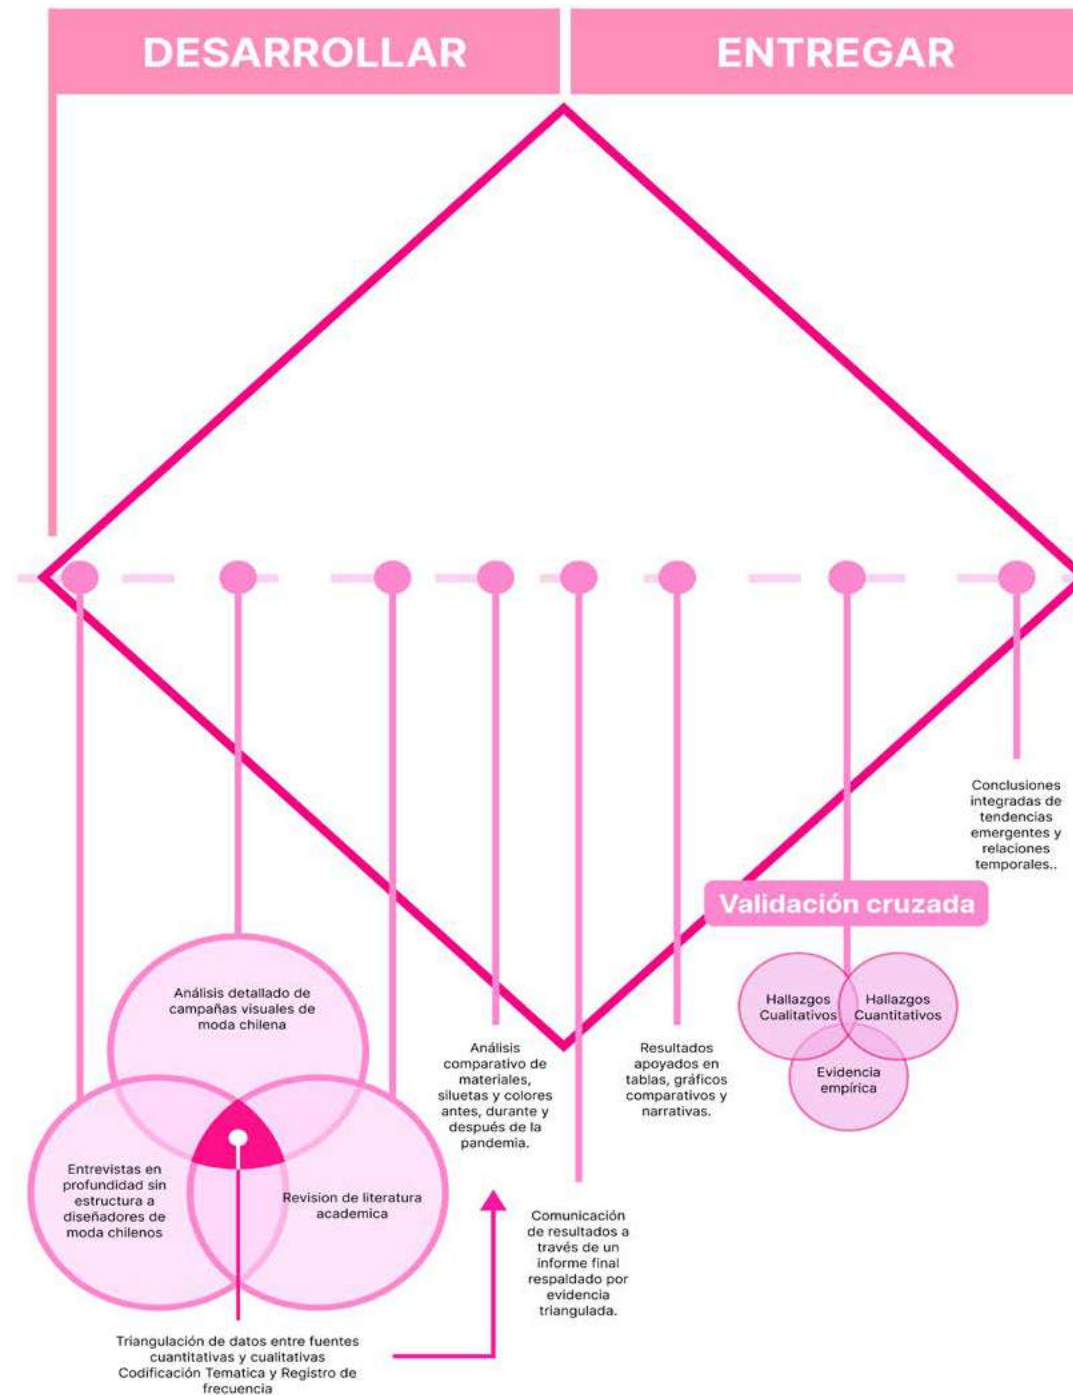 DESARROLLAR
ENTREGAR
Conclusiones
integradas de
tendencias
emergentes y
relaciones
temporales..
Validación cruzada
Hallazgos
Cualitativos
Hallazgos
Cuantitativos
Evidencia
empírica
Análisis detallado de
campañas visuales de
moda chilena
Entrevistas en
profundidad sin
estructura a
diseñadores de
moda chilenos
Revision de literatura
academica
Triangulación de datos entre fuentes
cuantitativas y cualitativas
Codificación Tematica y Registro de
frecuencia
Análisis
comparativo de
materiales,
siluetas y colores
antes, durante y
después de la
pandemia.
Comunicación
de resultados a
través de un
informe final
respaldado por
evidencia
triangulada.
Resultados
apoyados en
tablas, gráficos
comparativos y
narrativas.